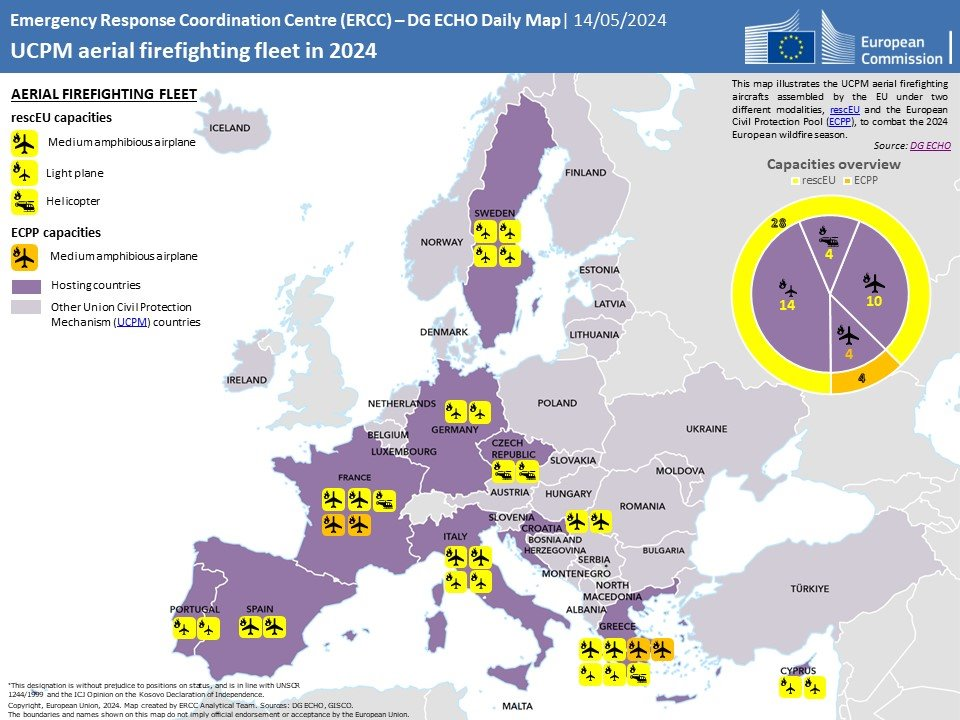 Emergency Response Coordination Centre (ERCC) – DG ECHO Daily Map| 14/05/2024
UCPM aerial firefighting fleet in 2024
European
Commission
AERIAL FIREFIGHTING FLEET
rescEU capacities
Medium amphibious airplane
Light plane
Helicopter
ECPP capacities
Medium amphibious airplane
Hosting countries
Other Union Civil Protection
Mechanism (UCPM) countries
This map illustrates the UCPM aerial firefighting
aircrafts assembled by the EU under two
different modalities, rescEU and the European
Civil Protection Pool (ECPP), to combat the 2024
European wildfire season.
Source: DG ECHO
Capacities overview
rescEU ECPP
28
4
14
10
4
4
ICELAND
FINLAND
SWEDEN
NORWAY
ESTONIA
LATVIA
DENMARK
LITHUANIA
IRELAND
NETHERLANDS
POLAND
BELGIUM
GERMANY
UKRAINE
LUXEMBOURG
CZECH
REPUBLIC
SLOVAKIA
FRANCE
MOLDOVA
AUSTRIA
HUNGARY
ROMANIA
SLOVENIA
CROATIA
ITALY
BOSNIA AND
HERZEGOVINA
SERBIA
*
BULGARIA
MONTENEGRO
NORTH
MACEDONIA
TÜRKIYE
ALBANIA
PORTUGAL
SPAIN
GREECE
CYPRUS
MALTA
*This designation is without prejudice to positions on status, and is in line with UNSCR
1244/1999 and the ICJ Opinion on the Kosovo Declaration of Independence.
Copyright, European Union, 2024. Map created by ERCC Analytical Team. Sources: DG ECHO, GISCO.
The boundaries and names shown on this map do not imply official endorsement or acceptance by the European Union.